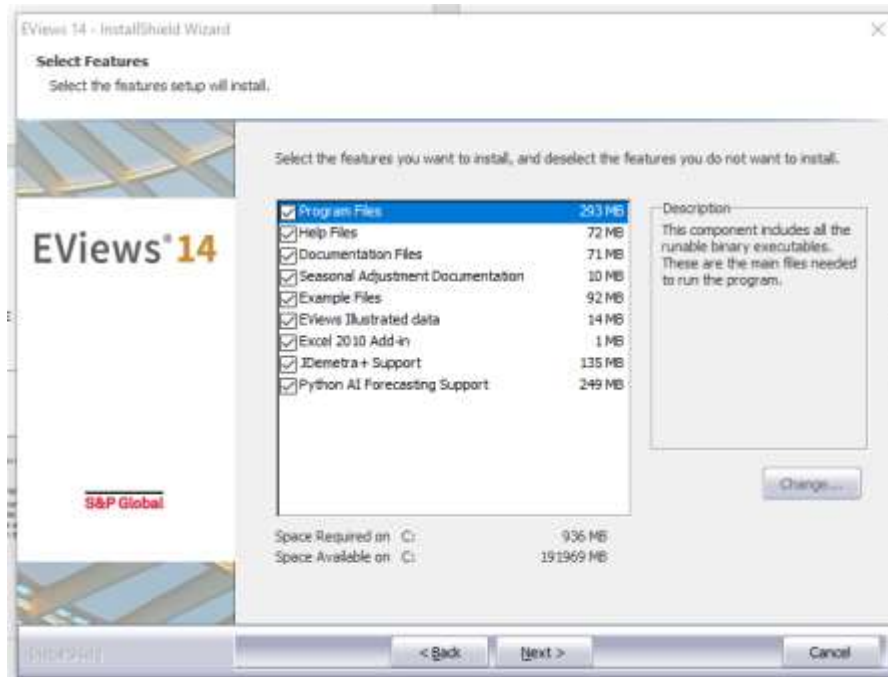 EViews 14 - InstallShield Wizard
Select Features
Select the features setup will install.
Select the features you want to install, and deselect the features you do not want to install.
EViews®14
S&P Global
Program Files 293 MB
Help Files 72 MB
Documentation Files 71 MB
Seasonal Adjustment Documentation 10 MB
Example Files 92 MB
EViews Illustrated data 14 MB
Excel 2010 Add-in 1 MB
JDemetra+ Support 135 MB
Python AI Forecasting Support 249 MB
Description
This component includes all the
runable binary executables.
These are the main files needed
to run the program.
Change...
Space Required on C: 936 MB
Space Available on C: 191969 MB
InstallShield
< Back
Next >
Cancel